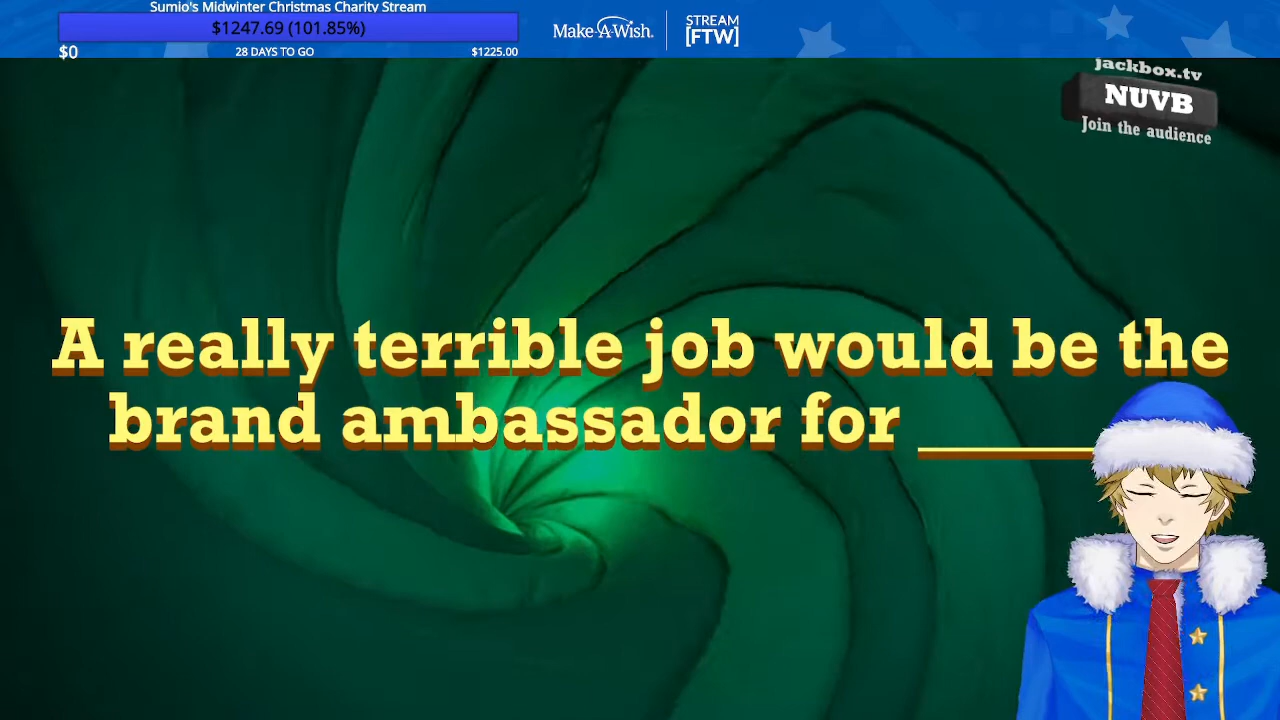 Sumio's Midwinter Christmas Charity Stream
$1247.69 (101.85%)
$0
28 DAYS TO GO
$1225.00
Make-A-Wish.
STREAM
[FTW]
jackbox.tv
NUVB
Join the audience
A really terrible job would be the
brand ambassador for ______